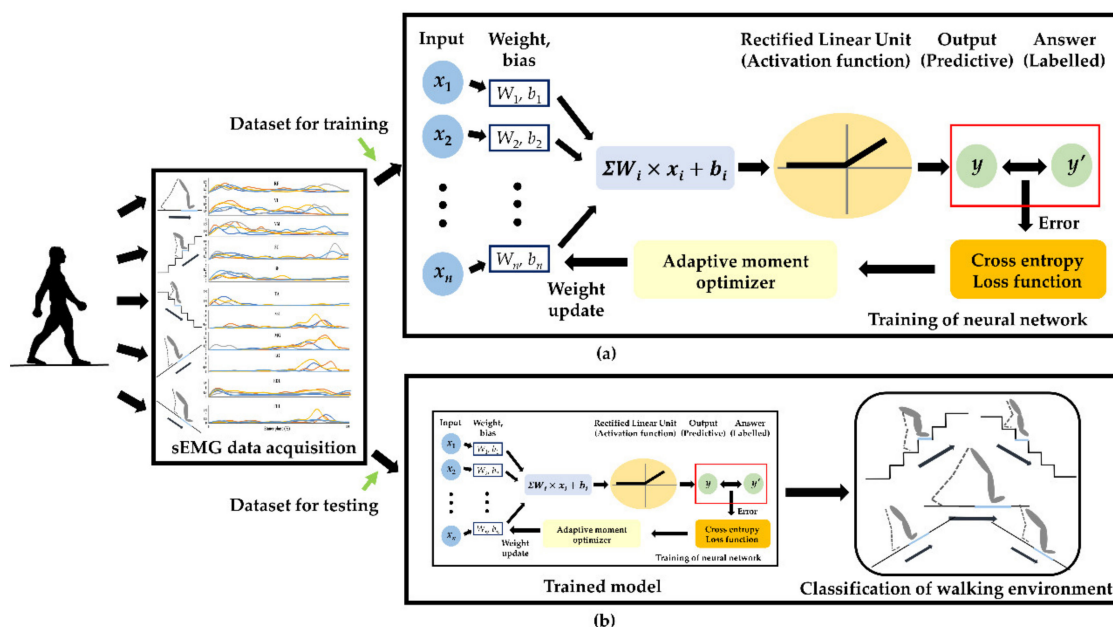 Input
Weight,
bias
Rectified Linear Unit
(Activation function)
Output
(Predictive)
Answer
(Labelled)
x1
W1, b1
x2
W2, b2
ΣWi × xi + bi
y
y′
Error
xn
Wn, bn
Weight
update
Adaptive moment
optimizer
Cross entropy
Loss function
Training of neural network
(a)
Dataset for training
sEMG data acquisition
Dataset for testing
Input
Weight,
bias
Rectified Linear Unit
(Activation function)
Output
(Predictive)
Answer
(Labelled)
x1
W1, b1
x2
W2, b2
ΣWi × xi + bi
y
y′
Error
xn
Wn, bn
Weight
update
Adaptive moment
optimizer
Cross entropy
Loss function
Training of neural network
Trained model
Classification of walking environment
(b)